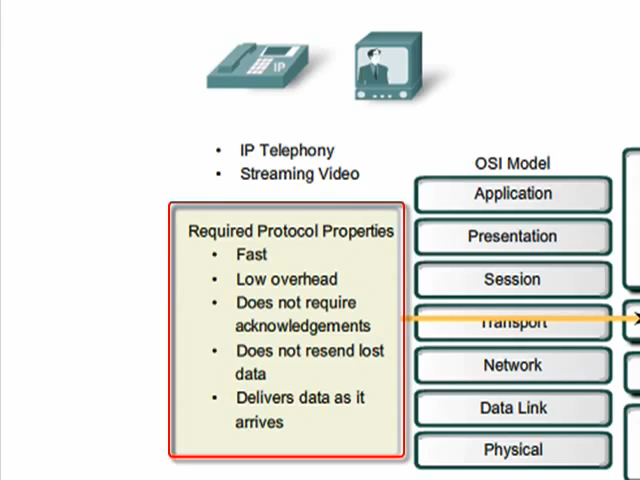 IP
• IP Telephony
• Streaming Video
Required Protocol Properties
• Fast
• Low overhead
• Does not require
acknowledgements
• Does not resend lost
data
• Delivers data as it
arrives
OSI Model
Application
Presentation
Session
Transport
Network
Data Link
Physical